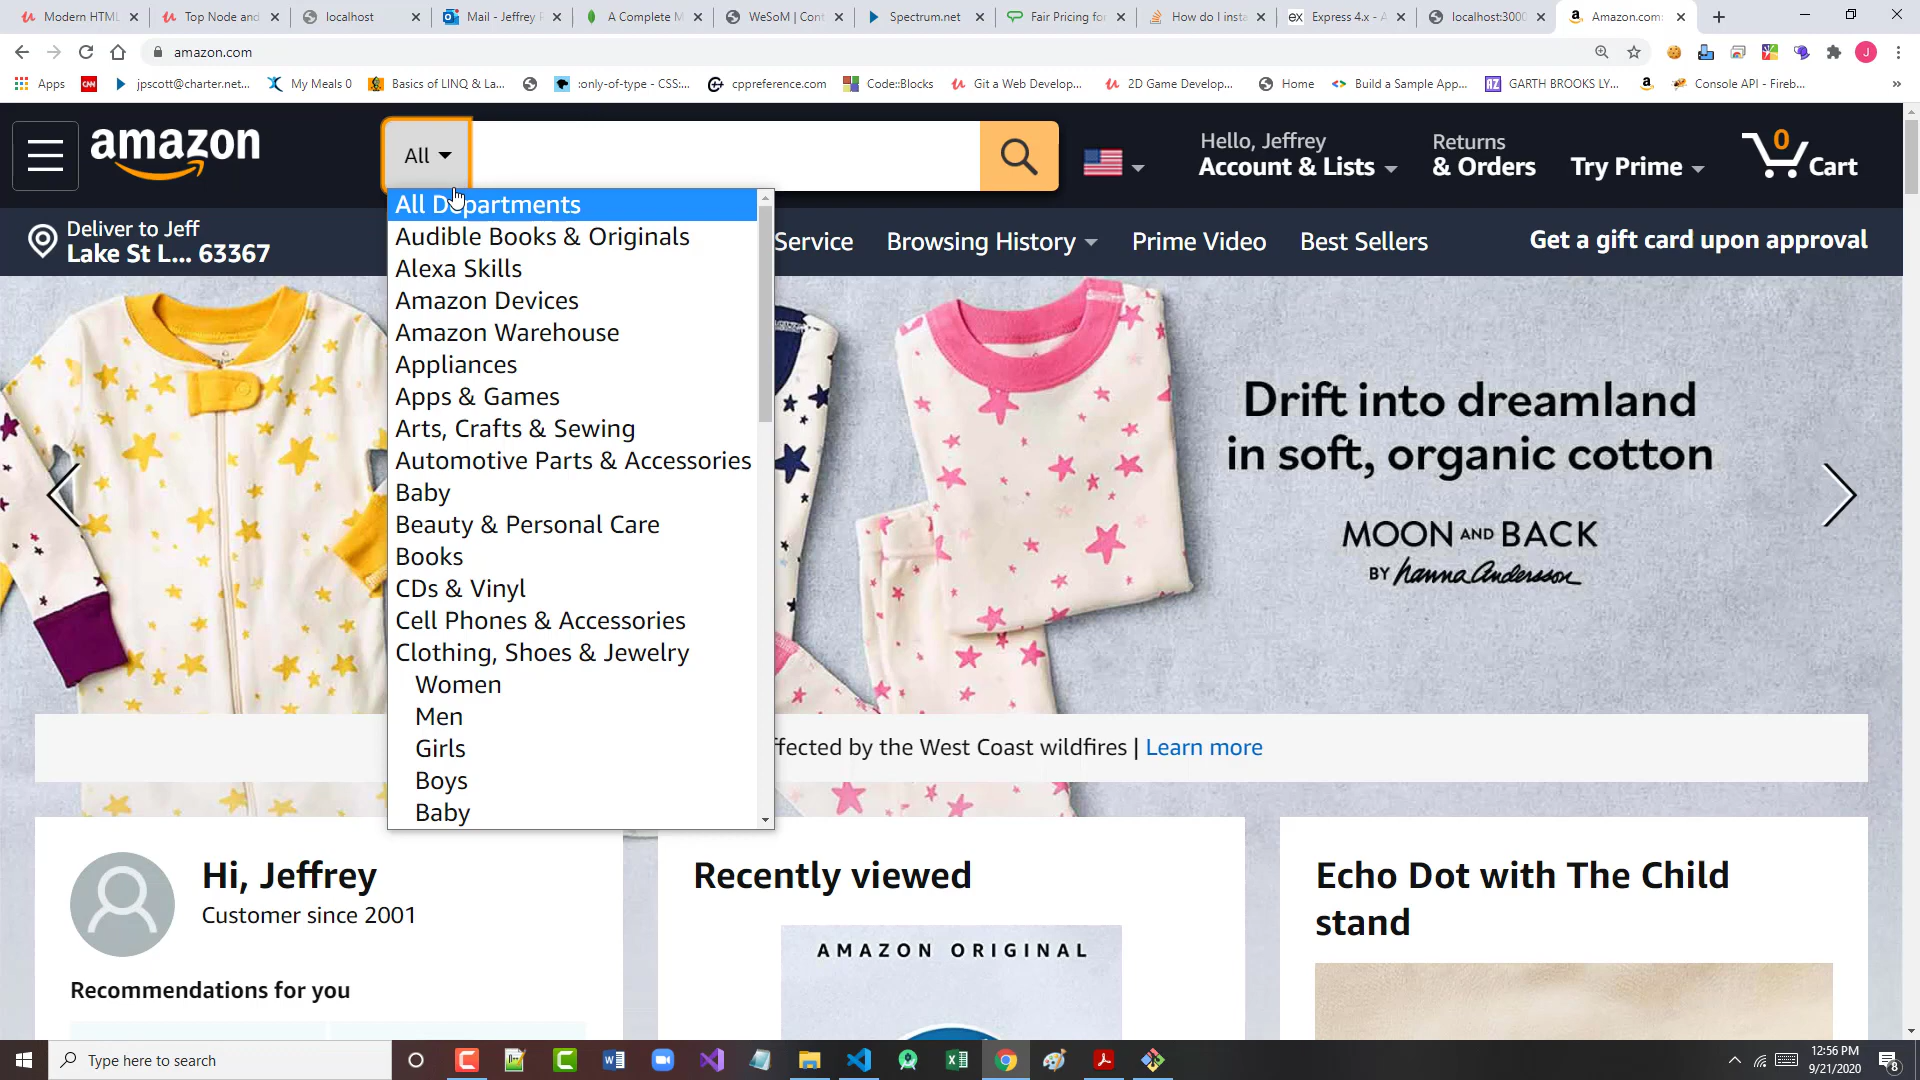 Modern HTML
Top Node and
localhost
Mail - Jeffrey
A Complete M
WeSoM | Cont
Spectrum.net
Fair Pricing fo
How do I insta
Express 4.x - A
localhost:3000
Amazon.com:
amazon.com
Apps
CNN
jpscott@charter.net...
My Meals 0
Basics of LINQ & La...
:only-of-type - CSS:...
cppreference.com
Code::Blocks
Git a Web Develop...
2D Game Develop...
Home
Build a Sample App...
GARTH BROOKS LY...
Console API - Fireb...
amazon
All
Hello, Jeffrey
Account & Lists
Returns
& Orders
Try Prime
0
Cart
Deliver to Jeff
Lake St L... 63367
Service
Browsing History
Prime Video
Best Sellers
Get a gift card upon approval
All Departments
Audible Books & Originals
Alexa Skills
Amazon Devices
Amazon Warehouse
Appliances
Apps & Games
Arts, Crafts & Sewing
Automotive Parts & Accessories
Baby
Beauty & Personal Care
Books
CDs & Vinyl
Cell Phones & Accessories
Clothing, Shoes & Jewelry
Women
Men
Girls
Boys
Baby
Drift into dreamland
in soft, organic cotton
MOON AND BACK
BY hanna andersson
ffected by the West Coast wildfires | Learn more
Hi, Jeffrey
Customer since 2001
Recommendations for you
Recently viewed
AMAZON ORIGINAL
Echo Dot with The Child
stand
Type here to search
12:56 PM
9/21/2020
8